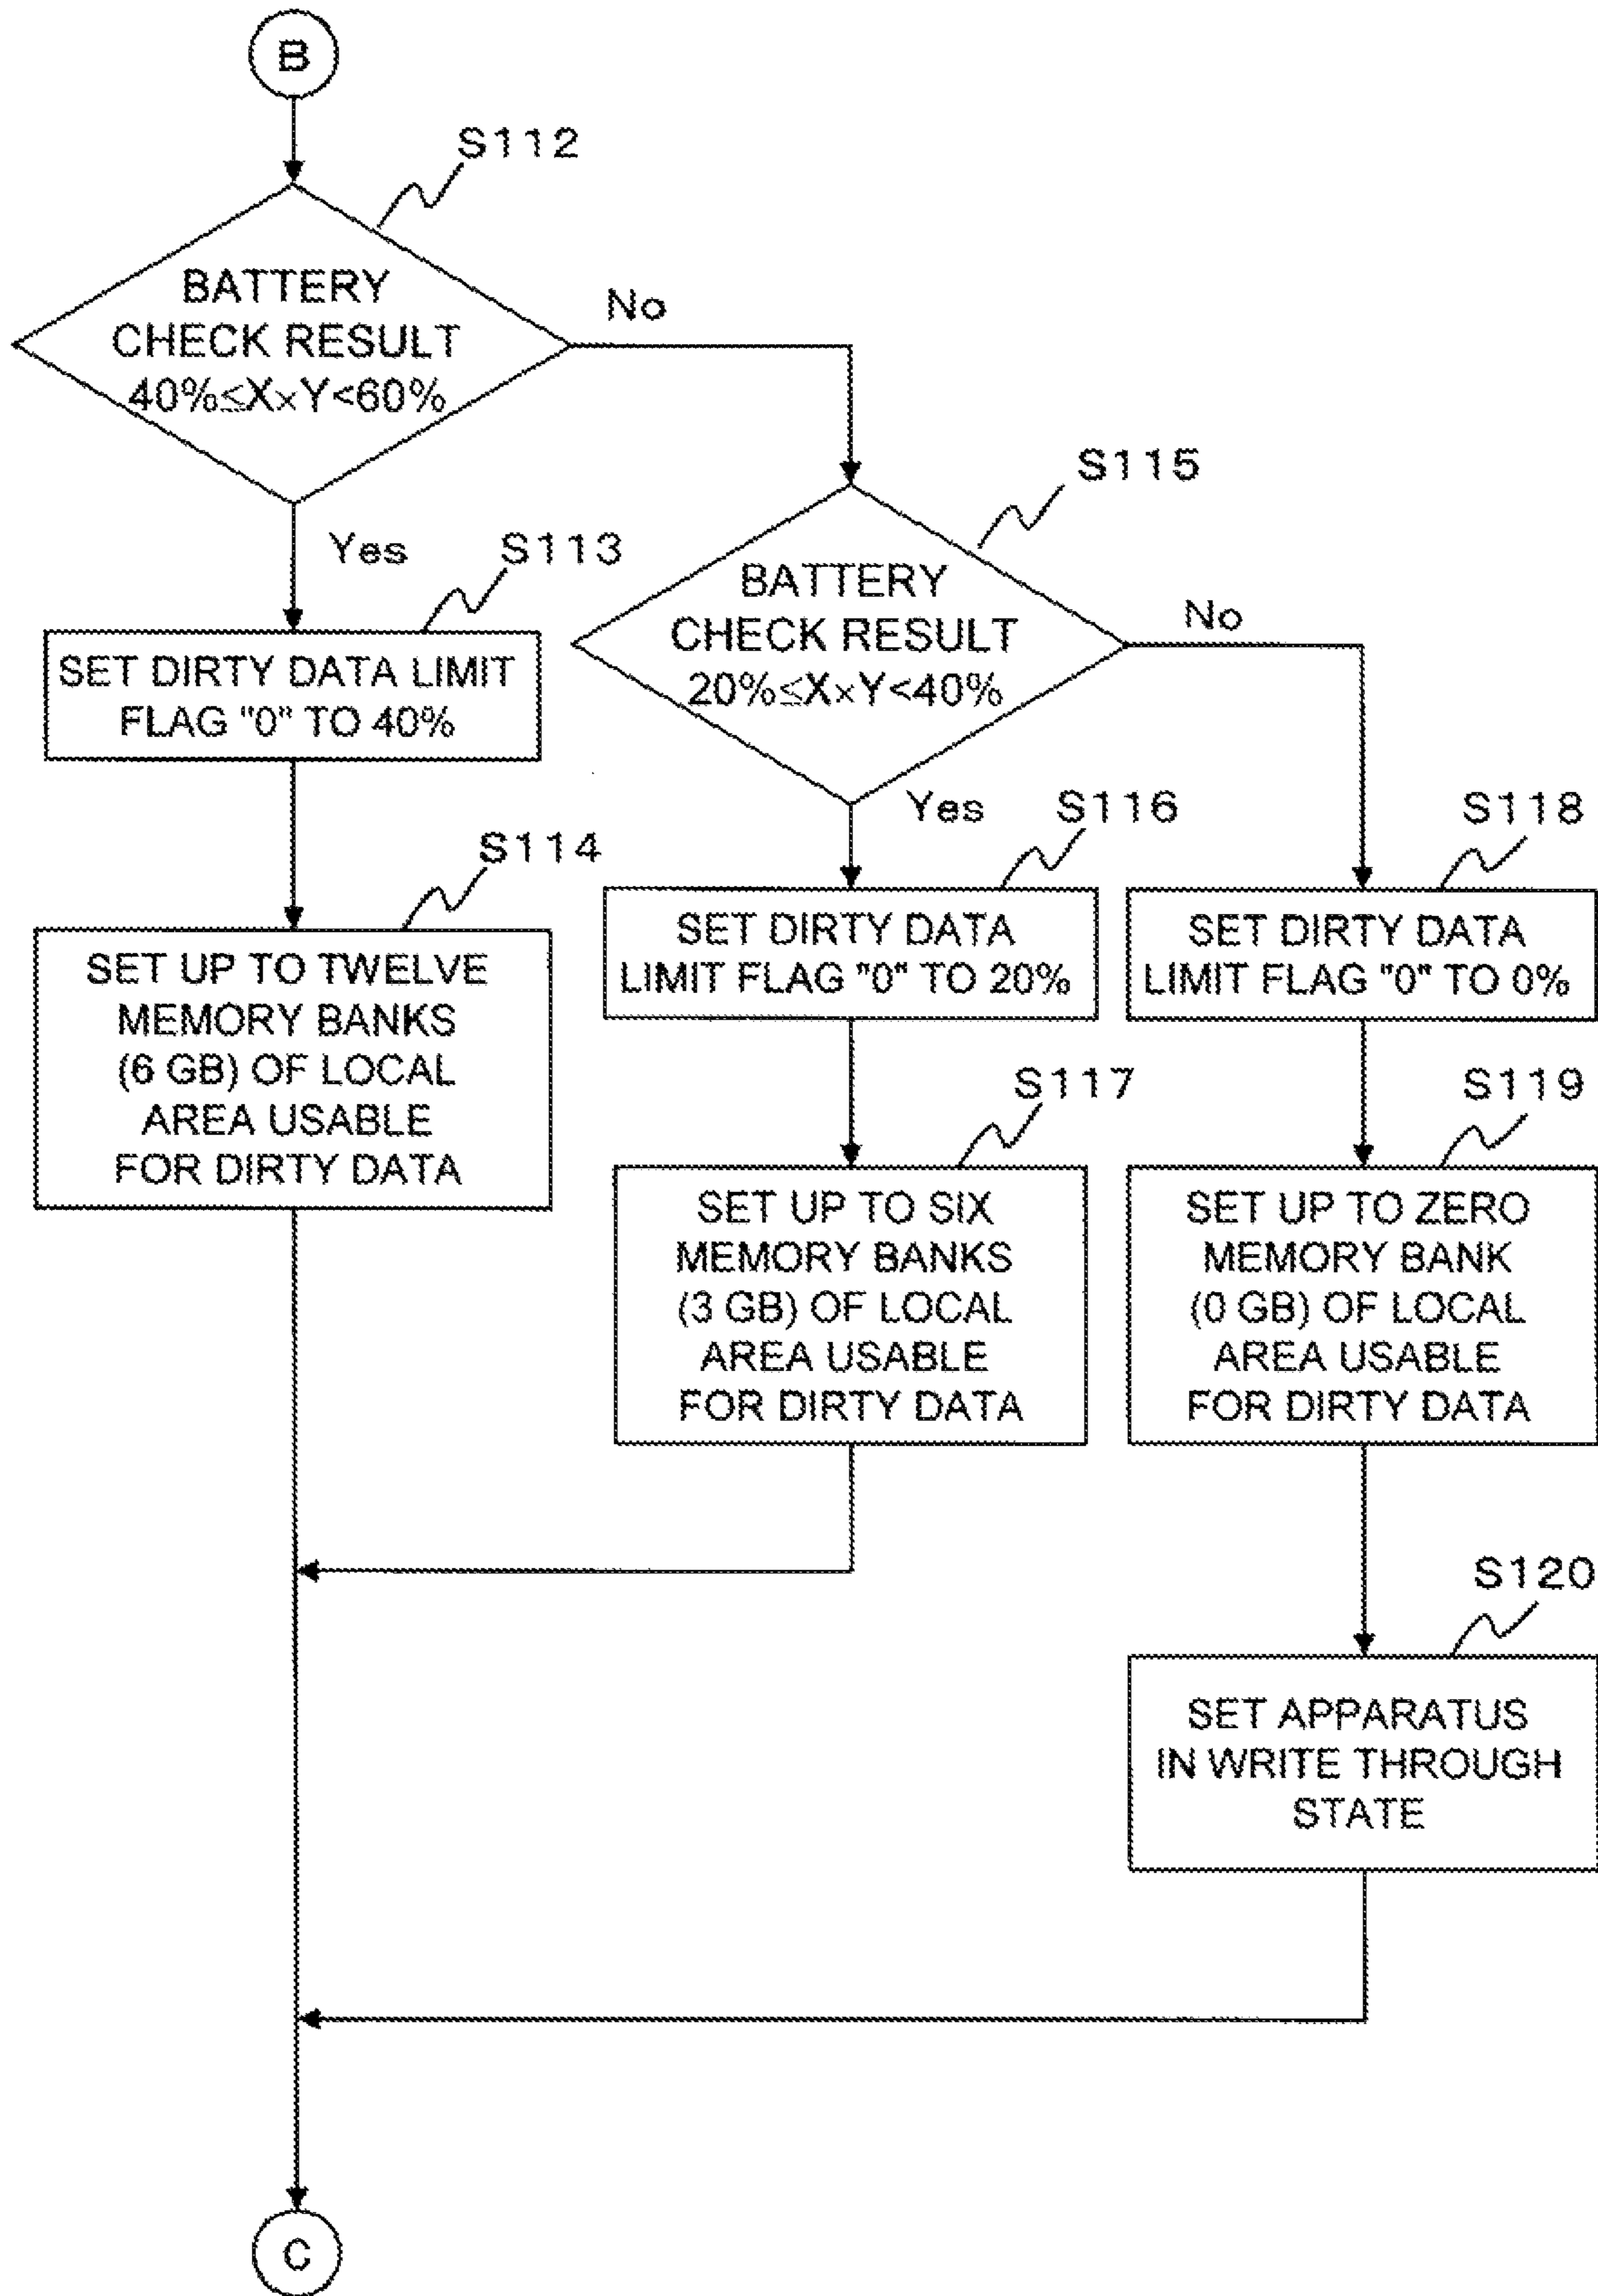 B
S112
BATTERY
CHECK RESULT
40%≤X×Y<60%
No
Yes
S113
SET DIRTY DATA LIMIT
FLAG "0" TO 40%
S114
SET UP TO TWELVE
MEMORY BANKS
(6 GB) OF LOCAL
AREA USABLE
FOR DIRTY DATA
S115
BATTERY
CHECK RESULT
20%≤X×Y<40%
No
Yes
S116
SET DIRTY DATA
LIMIT FLAG "0" TO 20%
S117
SET UP TO SIX
MEMORY BANKS
(3 GB) OF LOCAL
AREA USABLE
FOR DIRTY DATA
S118
SET DIRTY DATA
LIMIT FLAG "0" TO 0%
S119
SET UP TO ZERO
MEMORY BANK
(0 GB) OF LOCAL
AREA USABLE
FOR DIRTY DATA
S120
SET APPARATUS
IN WRITE THROUGH
STATE
C